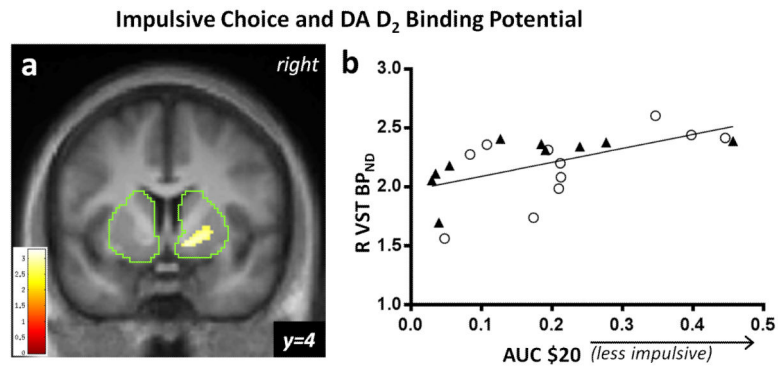 Impulsive Choice and DA D₂ Binding Potential
a
right
3
2.5
2
1.5
1
0.5
0
y=4
b
R VST BP_ND
3.0
2.5
2.0
1.5
1.0
0.0 0.1 0.2 0.3 0.4 0.5
AUC $20 (less impulsive)